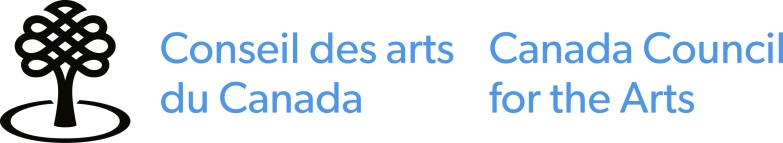 Conseil des arts
du Canada
Canada Council
for the Arts